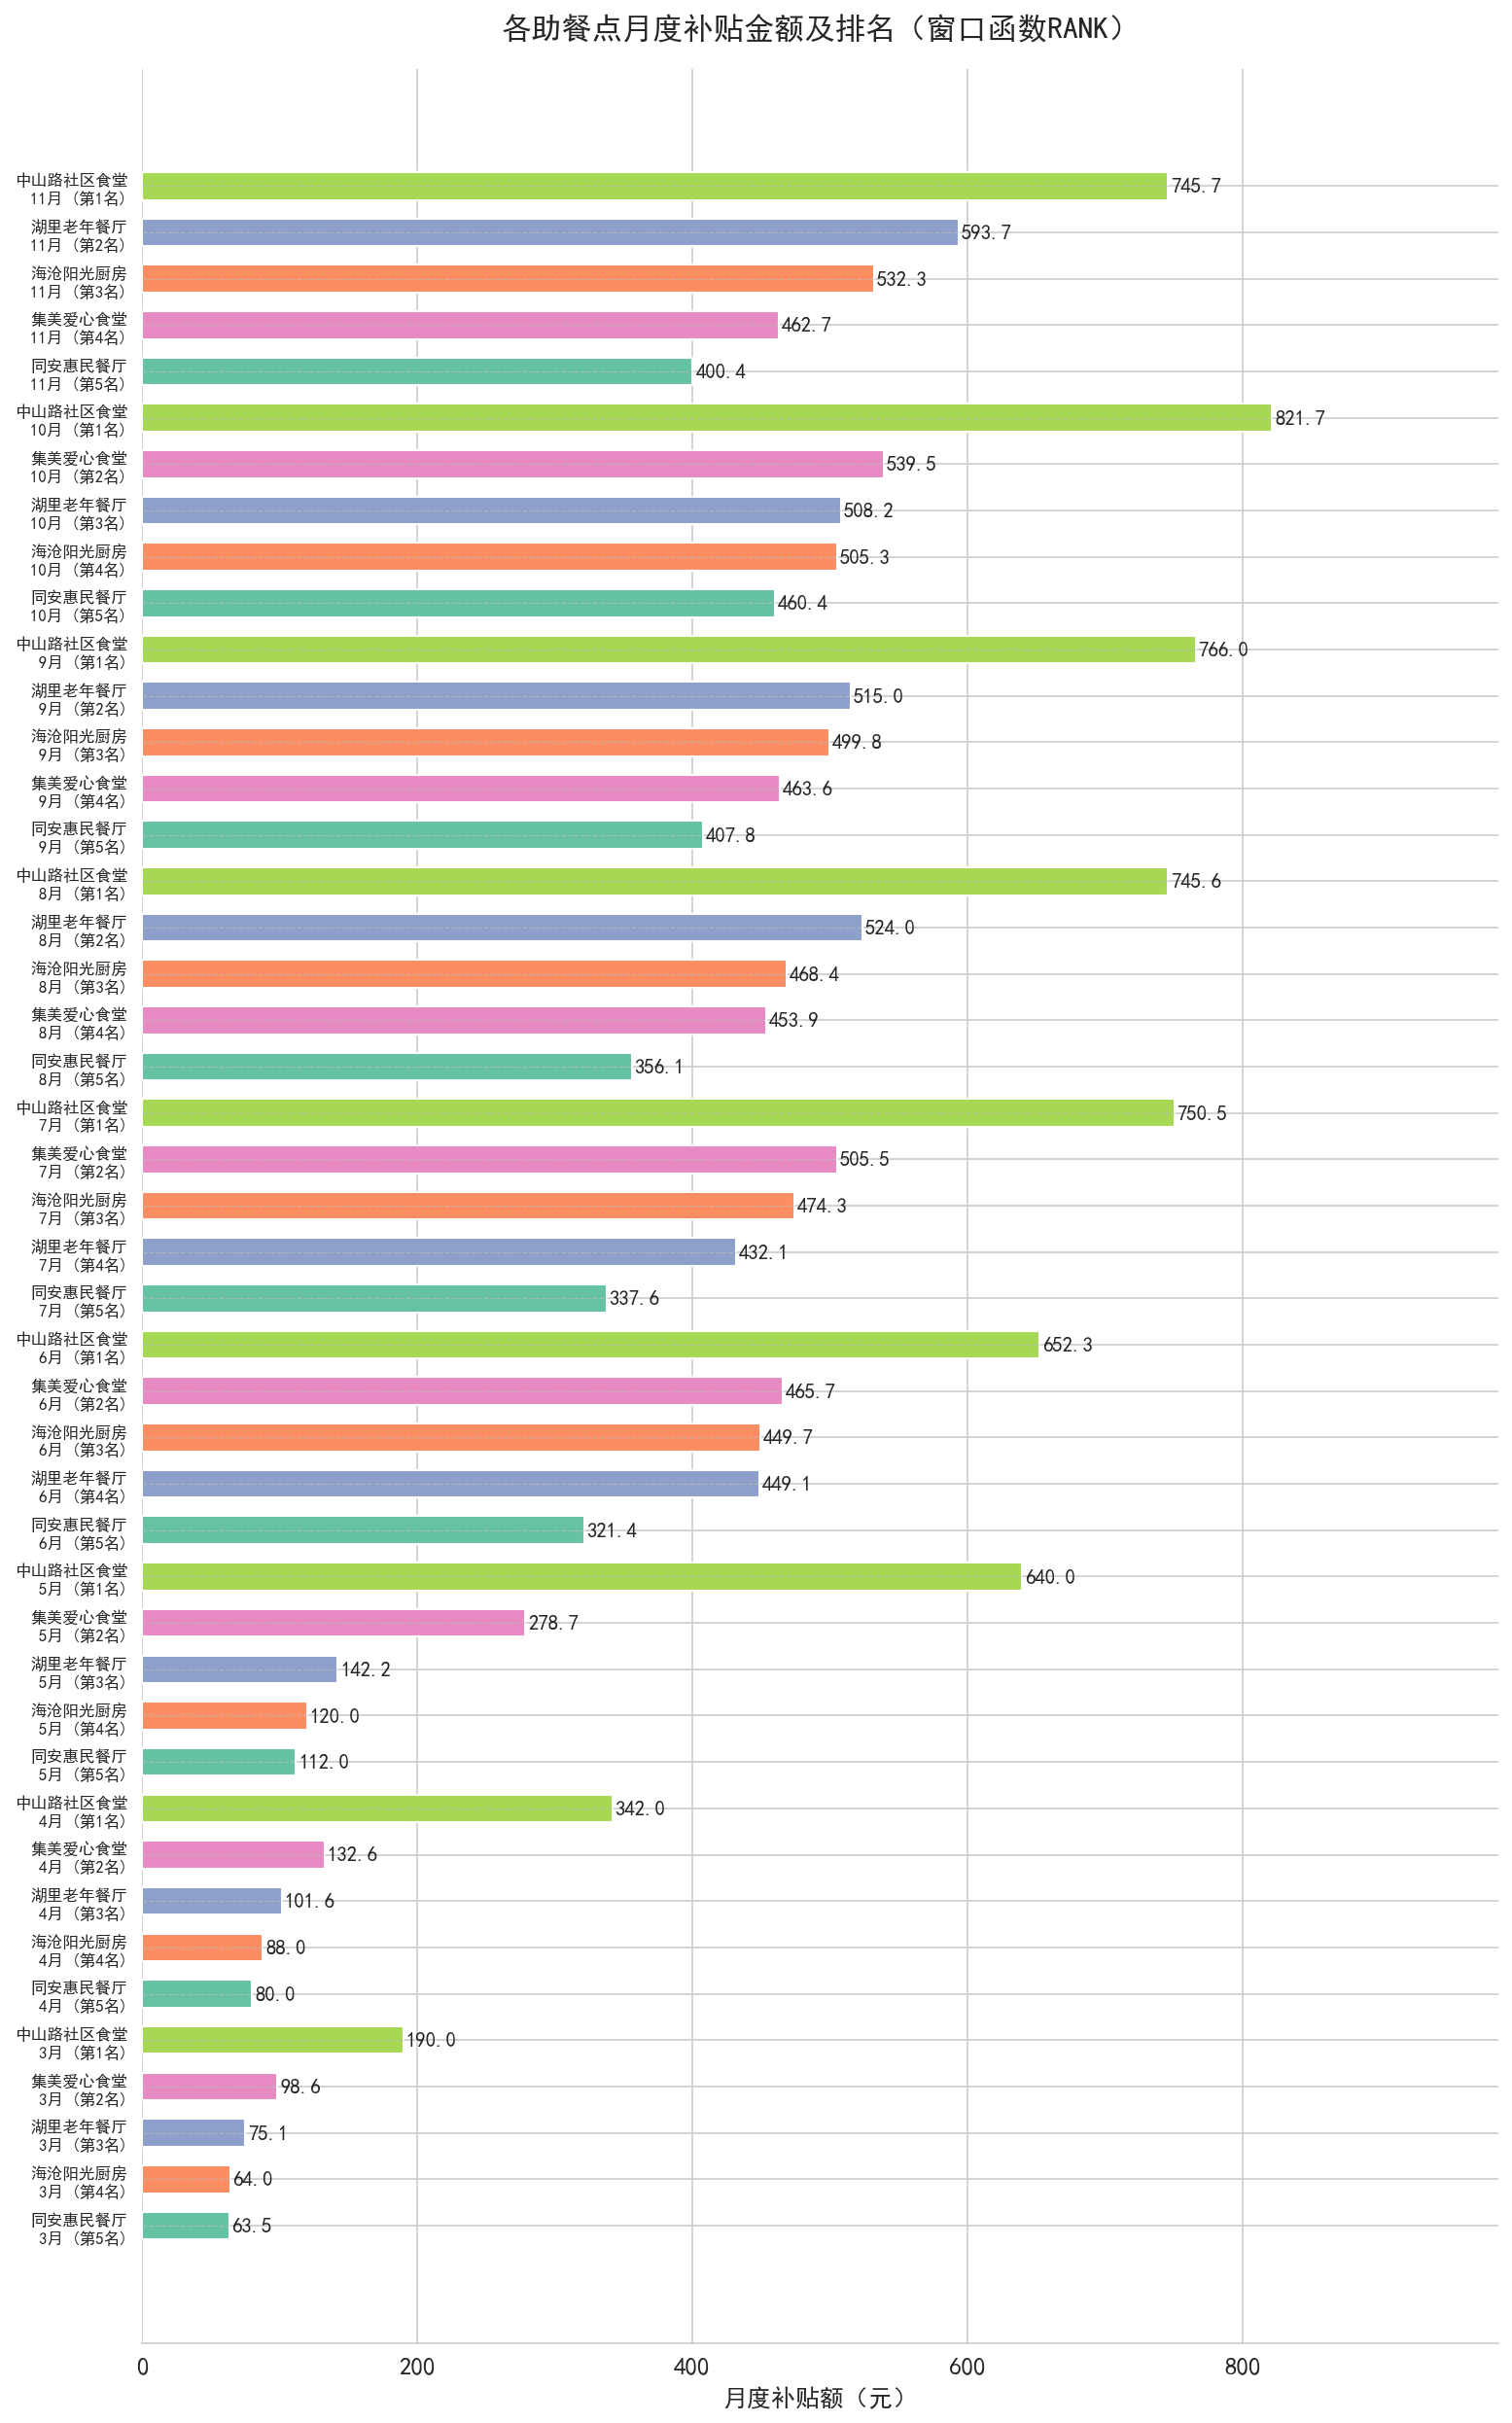 各助餐点月度补贴金额及排名（窗口函数RANK）
中山路社区食堂
11月 (第1名)
745.7
湖里老年餐厅
11月 (第2名)
593.7
海沧阳光厨房
11月 (第3名)
532.3
集美爱心食堂
11月 (第4名)
462.7
同安惠民餐厅
11月 (第5名)
400.4
中山路社区食堂
10月 (第1名)
821.7
集美爱心食堂
10月 (第2名)
539.5
湖里老年餐厅
10月 (第3名)
508.2
海沧阳光厨房
10月 (第4名)
505.3
同安惠民餐厅
10月 (第5名)
460.4
中山路社区食堂
9月 (第1名)
766.0
湖里老年餐厅
9月 (第2名)
515.0
海沧阳光厨房
9月 (第3名)
499.8
集美爱心食堂
9月 (第4名)
463.6
同安惠民餐厅
9月 (第5名)
407.8
中山路社区食堂
8月 (第1名)
745.6
湖里老年餐厅
8月 (第2名)
524.0
海沧阳光厨房
8月 (第3名)
468.4
集美爱心食堂
8月 (第4名)
453.9
同安惠民餐厅
8月 (第5名)
356.1
中山路社区食堂
7月 (第1名)
750.5
集美爱心食堂
7月 (第2名)
505.5
海沧阳光厨房
7月 (第3名)
474.3
湖里老年餐厅
7月 (第4名)
432.1
同安惠民餐厅
7月 (第5名)
337.6
中山路社区食堂
6月 (第1名)
652.3
集美爱心食堂
6月 (第2名)
465.7
海沧阳光厨房
6月 (第3名)
449.7
湖里老年餐厅
6月 (第4名)
449.1
同安惠民餐厅
6月 (第5名)
321.4
中山路社区食堂
5月 (第1名)
640.0
集美爱心食堂
5月 (第2名)
278.7
湖里老年餐厅
5月 (第3名)
142.2
海沧阳光厨房
5月 (第4名)
120.0
同安惠民餐厅
5月 (第5名)
112.0
中山路社区食堂
4月 (第1名)
342.0
集美爱心食堂
4月 (第2名)
132.6
湖里老年餐厅
4月 (第3名)
101.6
海沧阳光厨房
4月 (第4名)
88.0
同安惠民餐厅
4月 (第5名)
80.0
中山路社区食堂
3月 (第1名)
190.0
集美爱心食堂
3月 (第2名)
98.6
湖里老年餐厅
3月 (第3名)
75.1
海沧阳光厨房
3月 (第4名)
64.0
同安惠民餐厅
3月 (第5名)
63.5
0 200 400 600 800
月度补贴额（元）